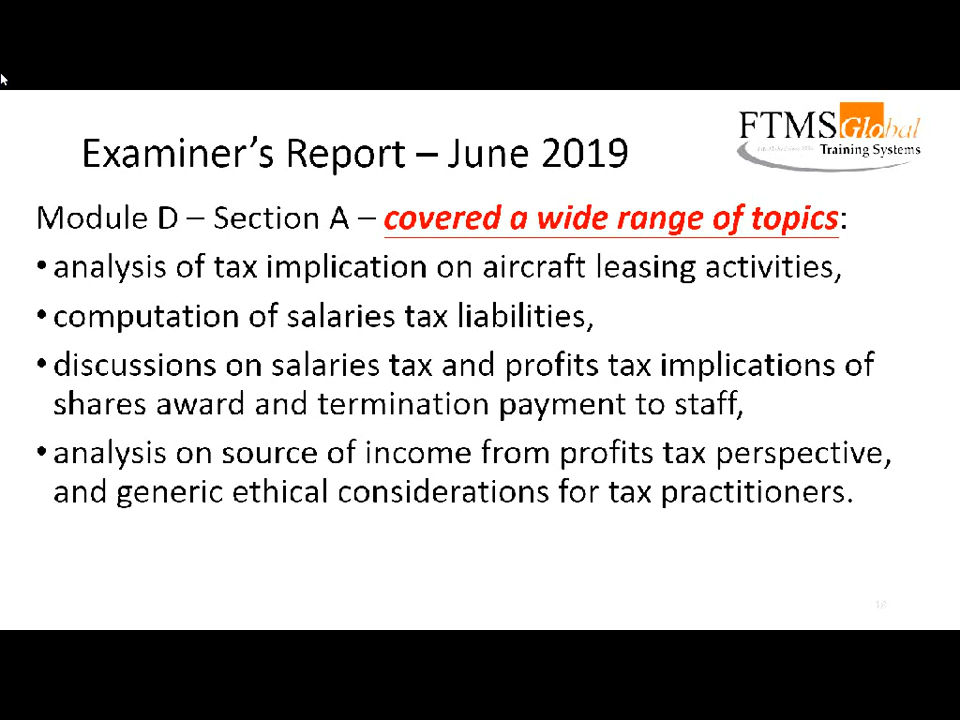 FTMSGlobal
Training Systems
Examiner’s Report – June 2019
Module D – Section A – covered a wide range of topics:
• analysis of tax implication on aircraft leasing activities,
• computation of salaries tax liabilities,
• discussions on salaries tax and profits tax implications of
shares award and termination payment to staff,
• analysis on source of income from profits tax perspective,
and generic ethical considerations for tax practitioners.